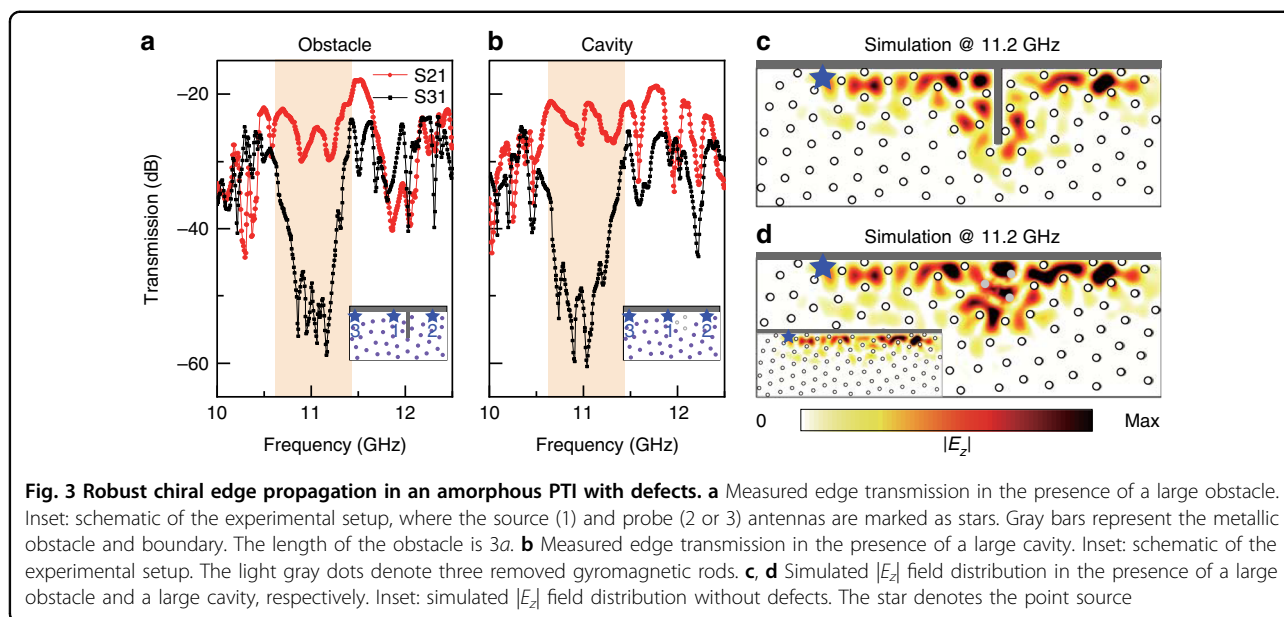 a
Obstacle
S21
S31
−20
−30
−40
−50
−60
Transmission (dB)
3 1 2
10 11 12
Frequency (GHz)
b
Cavity
3 1 2
10 11 12
Frequency (GHz)
c
Simulation @ 11.2 GHz
d
Simulation @ 11.2 GHz
0 Max
|Ez|
Fig. 3 Robust chiral edge propagation in an amorphous PTI with defects. a Measured edge transmission in the presence of a large obstacle.
Inset: schematic of the experimental setup, where the source (1) and probe (2 or 3) antennas are marked as stars. Gray bars represent the metallic
obstacle and boundary. The length of the obstacle is 3a. b Measured edge transmission in the presence of a large cavity. Inset: schematic of the
experimental setup. The light gray dots denote three removed gyromagnetic rods. c, d Simulated |Ez| field distribution in the presence of a large
obstacle and a large cavity, respectively. Inset: simulated |Ez| field distribution without defects. The star denotes the point source